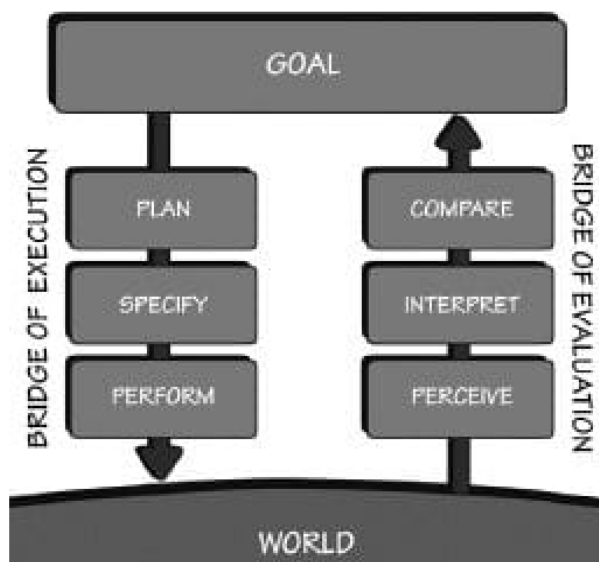 GOAL
BRIDGE OF EXECUTION
PLAN
SPECIFY
PERFORM
COMPARE
INTERPRET
PERCEIVE
BRIDGE OF EVALUATION
WORLD